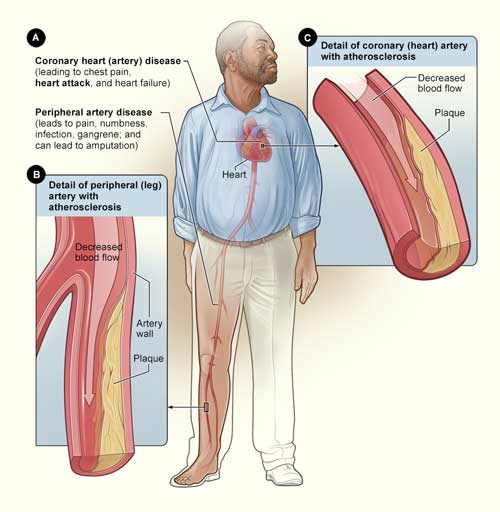 A
Coronary heart (artery) disease
(leading to chest pain,
heart attack, and heart failure)
Peripheral artery disease
(leads to pain, numbness,
infection, gangrene; and
can lead to amputation)
Heart
B
Detail of peripheral (leg)
artery with
atherosclerosis
Decreased
blood flow
Artery
wall
Plaque
C
Detail of coronary (heart) artery
with atherosclerosis
Decreased
blood flow
Plaque